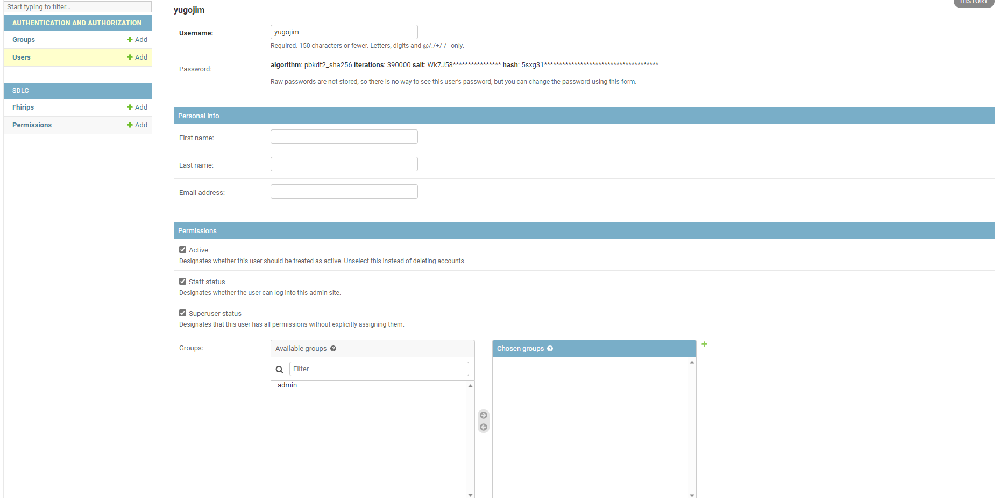 Start typing to filter...
AUTHENTICATION AND AUTHORIZATION
Groups
Add
Users
Add
SDLC
Fhirips
Add
Permissions
Add
HISTORY
yugojim
Username:
yugojim
Required. 150 characters or fewer. Letters, digits and @/./+/-/_ only.
Password:
algorithm: pbkdf2_sha256 iterations: 390000 salt: Wk7J58**************** hash: 5sxg31**************************************
Raw passwords are not stored, so there is no way to see this user's password, but you can change the password using this form.
Personal info
First name:
Last name:
Email address:
Permissions
Active
Designates whether this user should be treated as active. Unselect this instead of deleting accounts.
Staff status
Designates whether the user can log into this admin site.
Superuser status
Designates that this user has all permissions without explicitly assigning them.
Groups:
Available groups
Filter
admin
Chosen groups